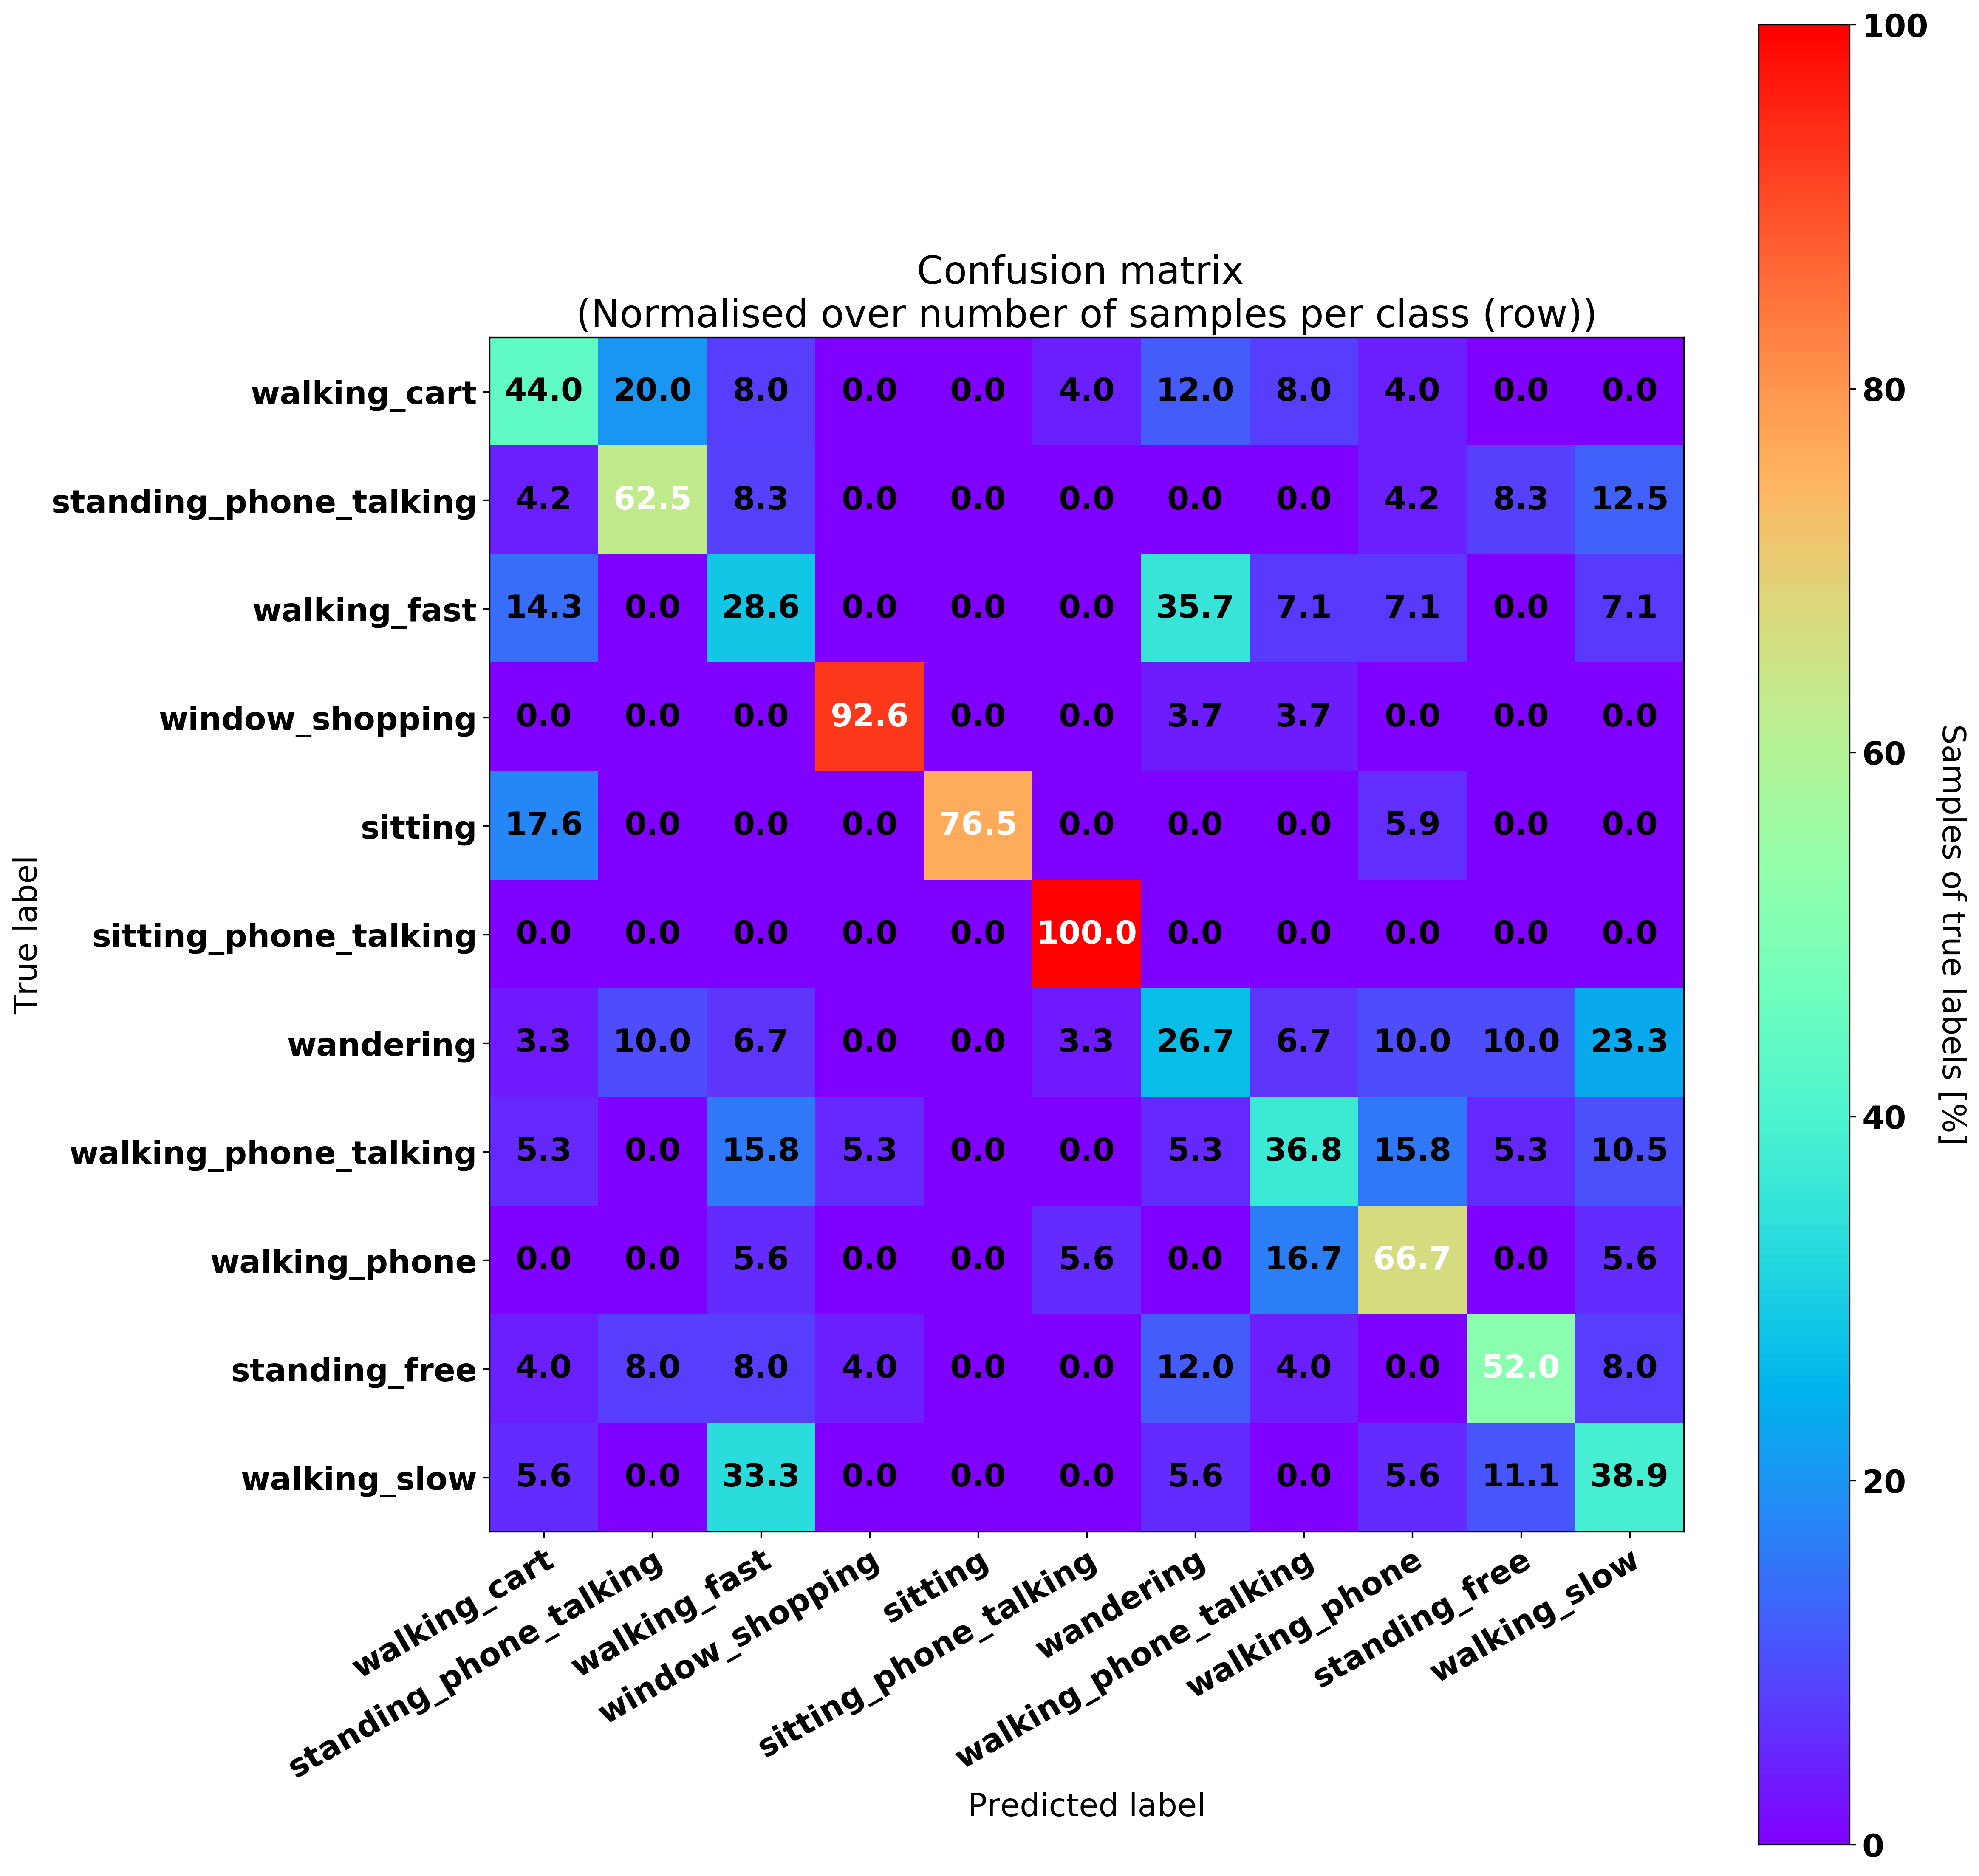 Confusion matrix
(Normalised over number of samples per class (row))
walking_cart 44.0 20.0 8.0 0.0 0.0 4.0 12.0 8.0 4.0 0.0 0.0
standing_phone_talking 4.2 62.5 8.3 0.0 0.0 0.0 0.0 0.0 4.2 8.3 12.5
walking_fast 14.3 0.0 28.6 0.0 0.0 0.0 35.7 7.1 7.1 0.0 7.1
window_shopping 0.0 0.0 0.0 92.6 0.0 0.0 3.7 3.7 0.0 0.0 0.0
sitting 17.6 0.0 0.0 0.0 76.5 0.0 0.0 0.0 5.9 0.0 0.0
sitting_phone_talking 0.0 0.0 0.0 0.0 0.0 100.0 0.0 0.0 0.0 0.0 0.0
wandering 3.3 10.0 6.7 0.0 0.0 3.3 26.7 6.7 10.0 10.0 23.3
walking_phone_talking 5.3 0.0 15.8 5.3 0.0 0.0 5.3 36.8 15.8 5.3 10.5
walking_phone 0.0 0.0 5.6 0.0 0.0 5.6 0.0 16.7 66.7 0.0 5.6
standing_free 4.0 8.0 8.0 4.0 0.0 0.0 12.0 4.0 0.0 52.0 8.0
walking_slow 5.6 0.0 33.3 0.0 0.0 0.0 5.6 0.0 5.6 11.1 38.9
True label
walking_cart
standing_phone_talking
walking_fast
window_shopping
sitting
sitting_phone_talking
wandering
walking_phone_talking
walking_phone
standing_free
walking_slow
Predicted label
100
80
60
40
20
0
Samples of true labels [%]